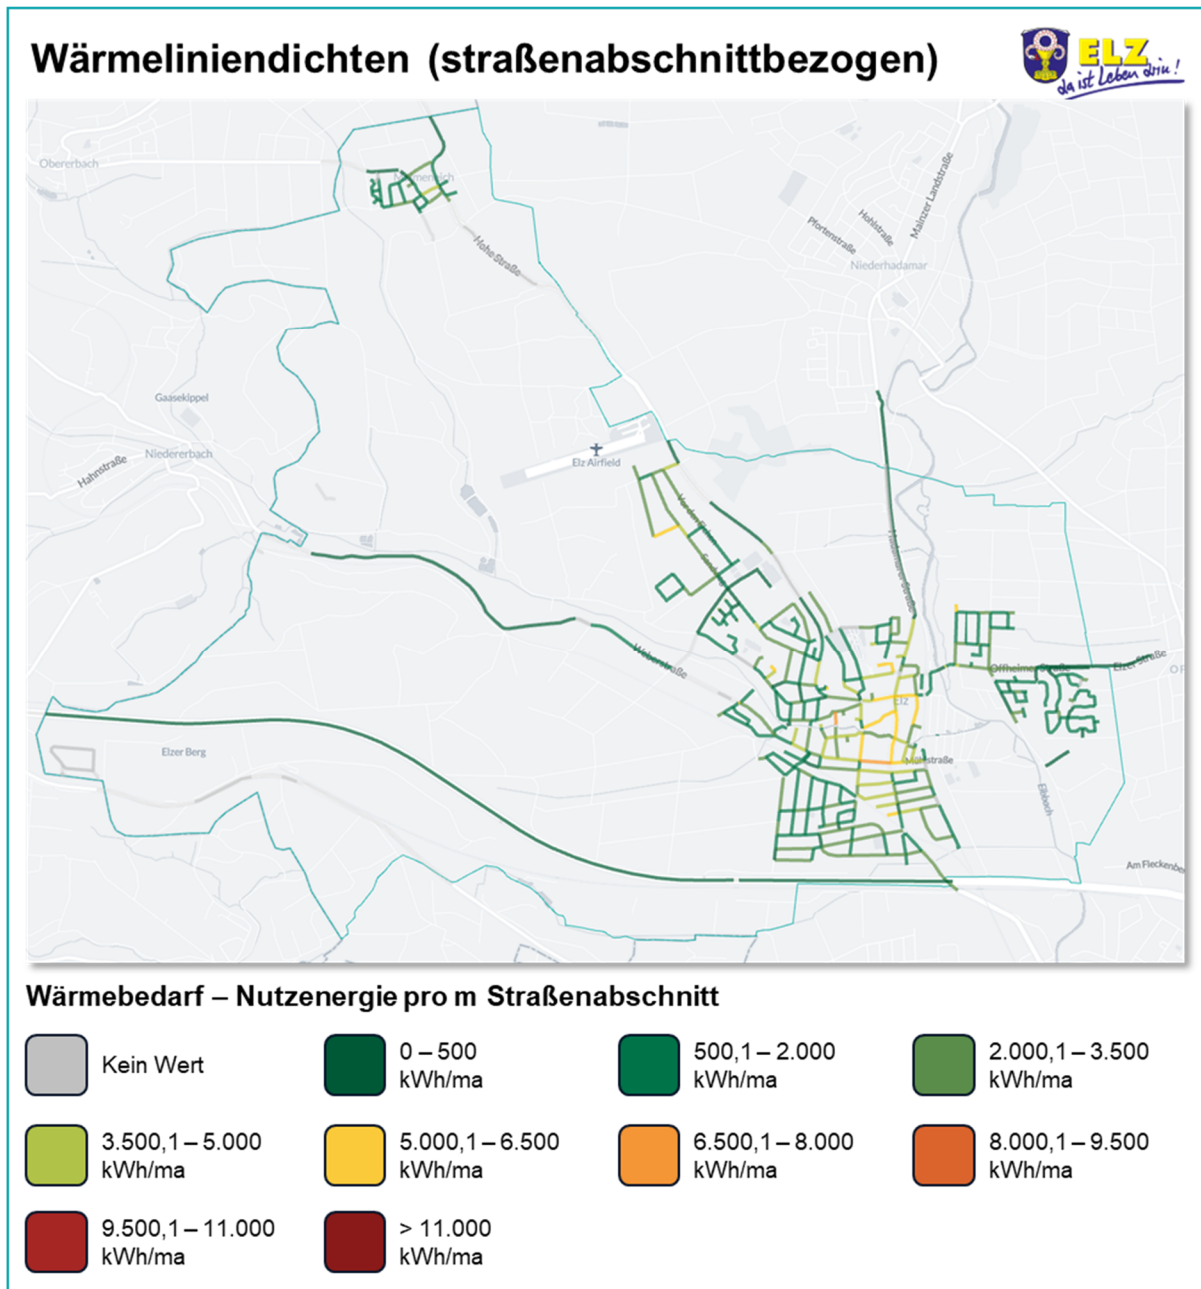 Wärmeliniendichten (straßenabschnittbezogen)
ELZ
da ist Leben drin!
Obererbach
Hohe Straße
Mainzer Landstraße
Hohlstraße
Pfortenstraße
Niederhadamar
Gaasekippel
Niedererbach
Hahnstraße
Elz Airfield
Weberstraße
Offheimer Straße
Elzer Straße
Elz
Elzer Berg
Mühlstraße
Elbbach
Wärmebedarf – Nutzenergie pro m Straßenabschnitt
Kein Wert
0 – 500
kWh/ma
500,1 – 2.000
kWh/ma
2.000,1 – 3.500
kWh/ma
3.500,1 – 5.000
kWh/ma
5.000,1 – 6.500
kWh/ma
6.500,1 – 8.000
kWh/ma
8.000,1 – 9.500
kWh/ma
9.500,1 – 11.000
kWh/ma
> 11.000
kWh/ma